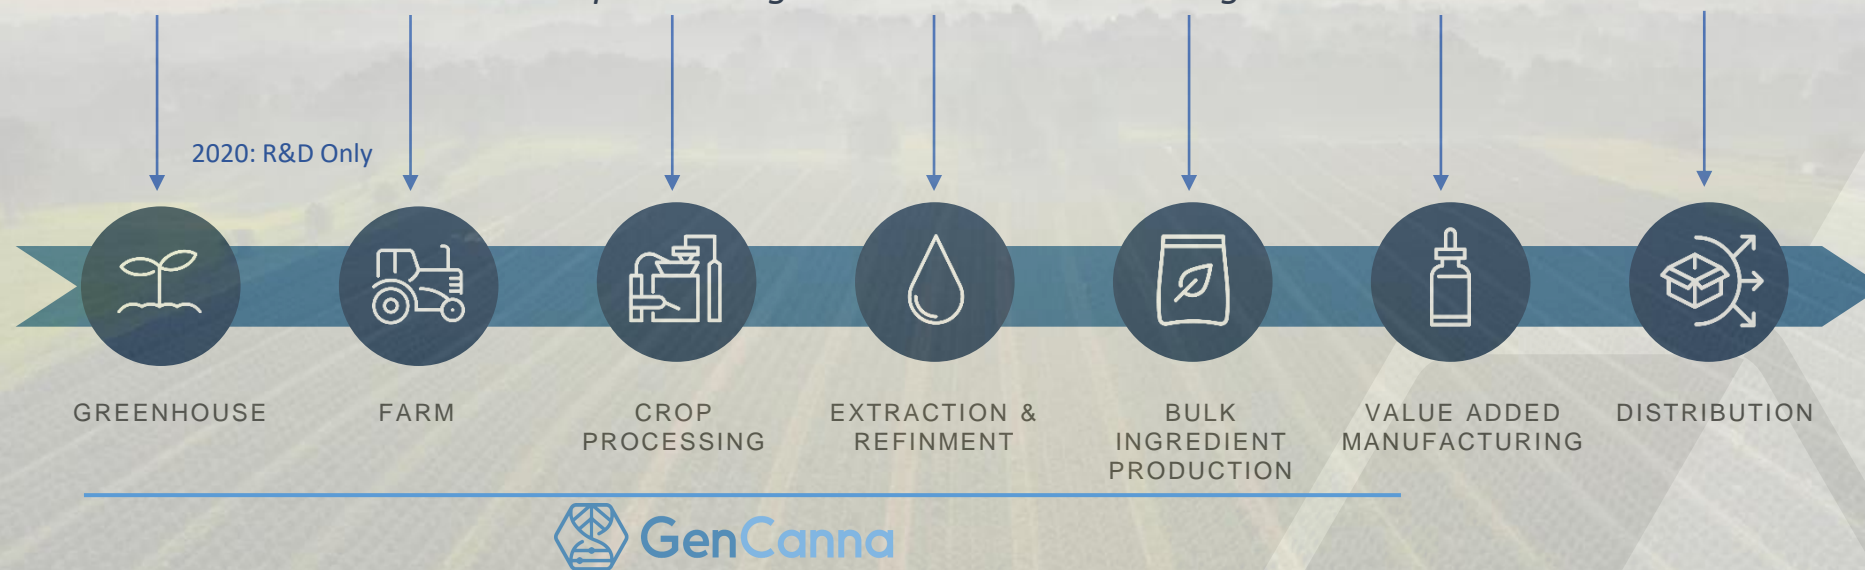 2020: R&D Only
GREENHOUSE
FARM
CROP
PROCESSING
EXTRACTION &
REFINMENT
BULK
INGREDIENT
PRODUCTION
VALUE ADDED
MANUFACTURING
DISTRIBUTION
GenCanna